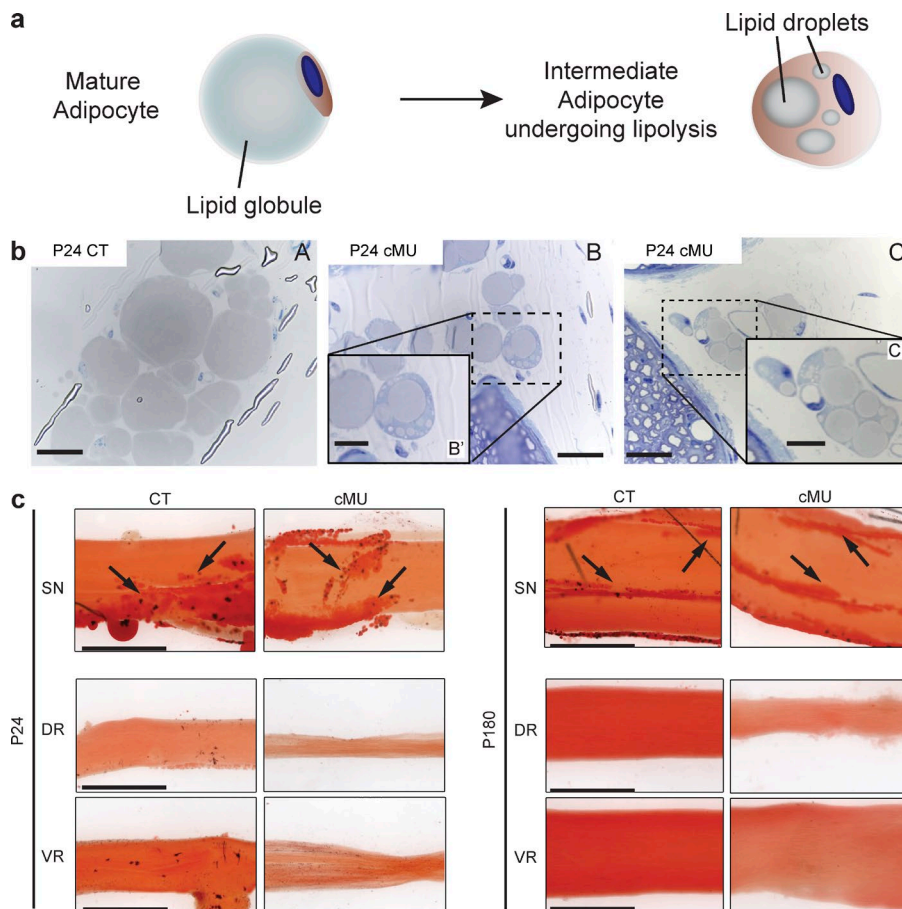 a
Mature
Adipocyte
Lipid globule
Intermediate
Adipocyte
undergoing lipolysis
Lipid droplets
b
P24 CT
A
P24 cMU
B
B'
P24 cMU
C
C
c
CT
cMU
CT
cMU
P24
SN
DR
VR
P180
SN
DR
VR